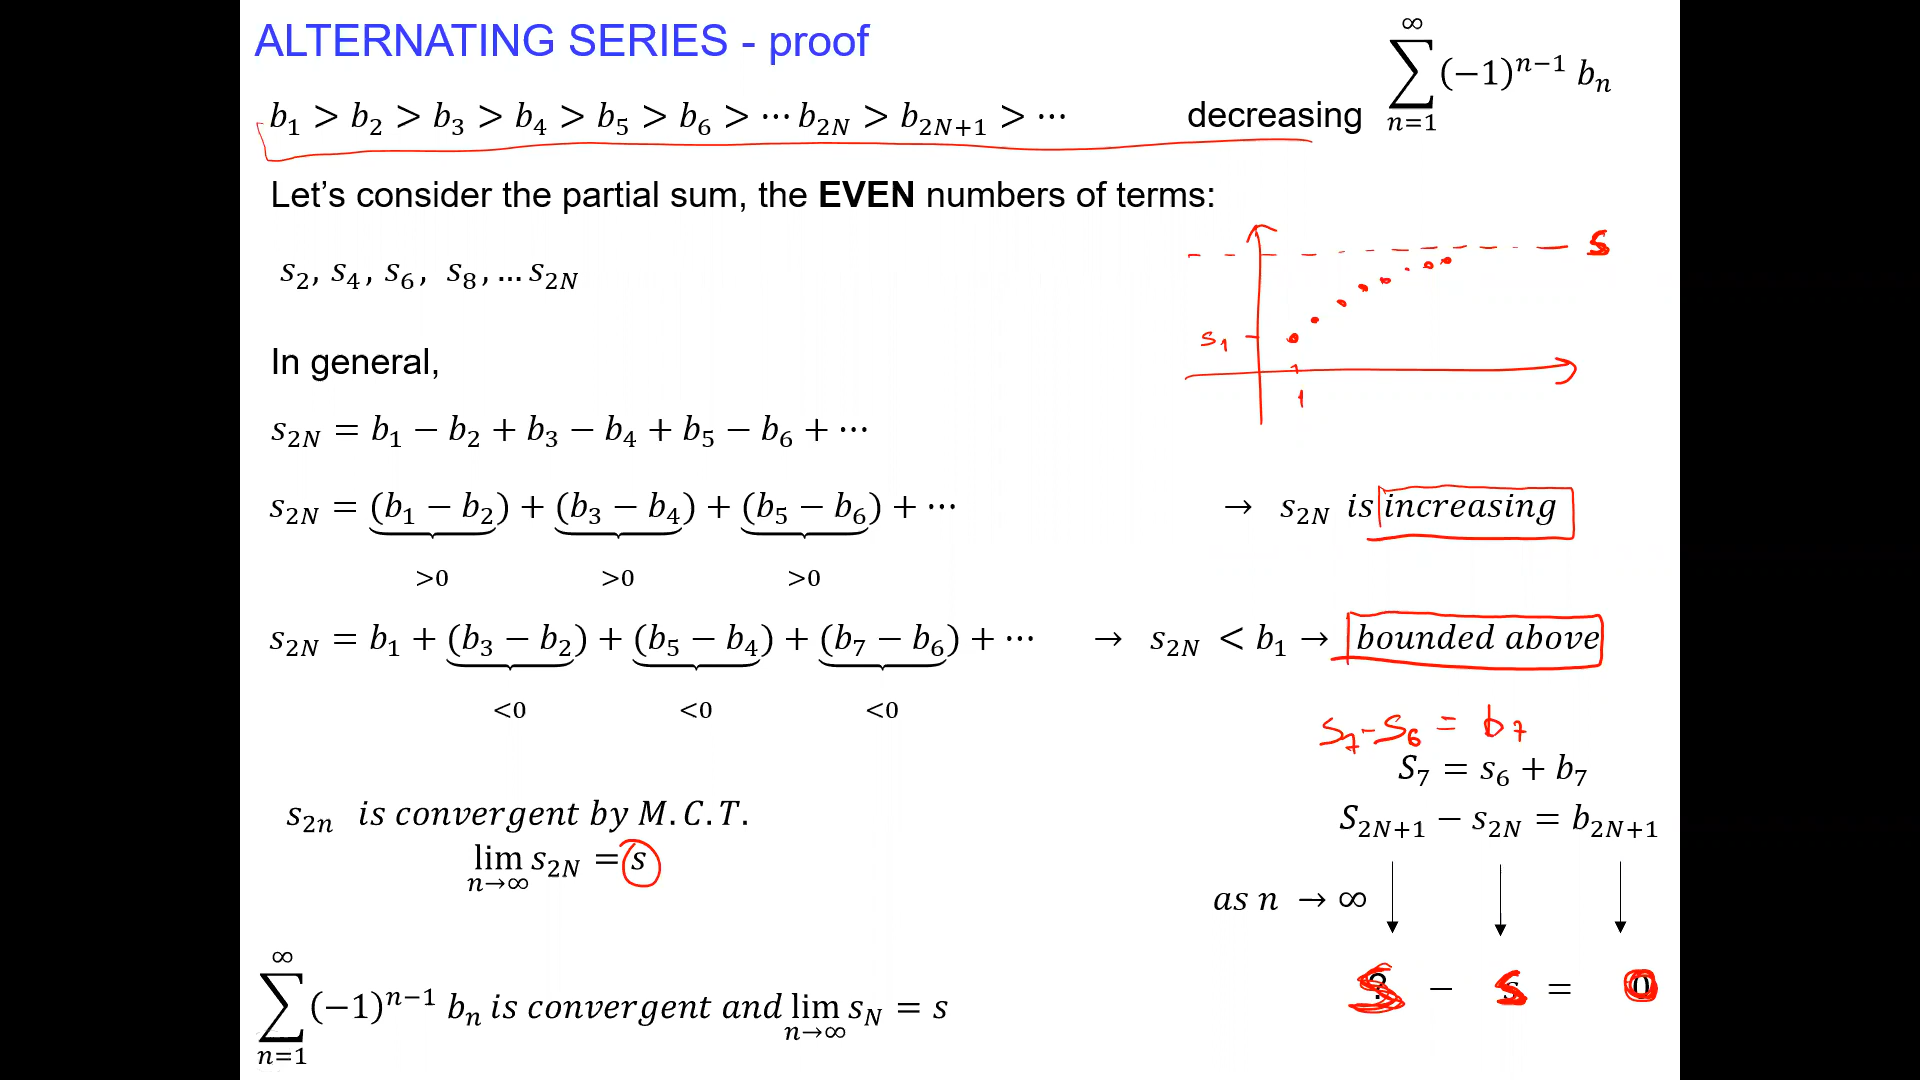 ALTERNATING SERIES - proof
∑_{n=1}^{∞} (−1)^{n−1} b_n
b_1 > b_2 > b_3 > b_4 > b_5 > b_6 > ⋯ b_{2N} > b_{2N+1} > ⋯ decreasing
Let’s consider the partial sum, the EVEN numbers of terms:
s
s_2, s_4, s_6, s_8, … s_{2N}
s_1
1
In general,
s_{2N} = b_1 − b_2 + b_3 − b_4 + b_5 − b_6 + ⋯
s_{2N} = (b_1 − b_2) + (b_3 − b_4) + (b_5 − b_6) + ⋯ → s_{2N} is increasing
>0 >0 >0
s_{2N} = b_1 + (b_3 − b_2) + (b_5 − b_4) + (b_7 − b_6) + ⋯ → s_{2N} < b_1 → bounded above
<0 <0 <0
S_7 − S_6 = b_7
S_7 = s_6 + b_7
s_{2n} is convergent by M.C.T.
S_{2N+1} − s_{2N} = b_{2N+1}
lim_{n→∞} s_{2N} = s
as n → ∞
s − s = 0
∑_{n=1}^{∞} (−1)^{n−1} b_n is convergent and lim_{n→∞} s_N = s